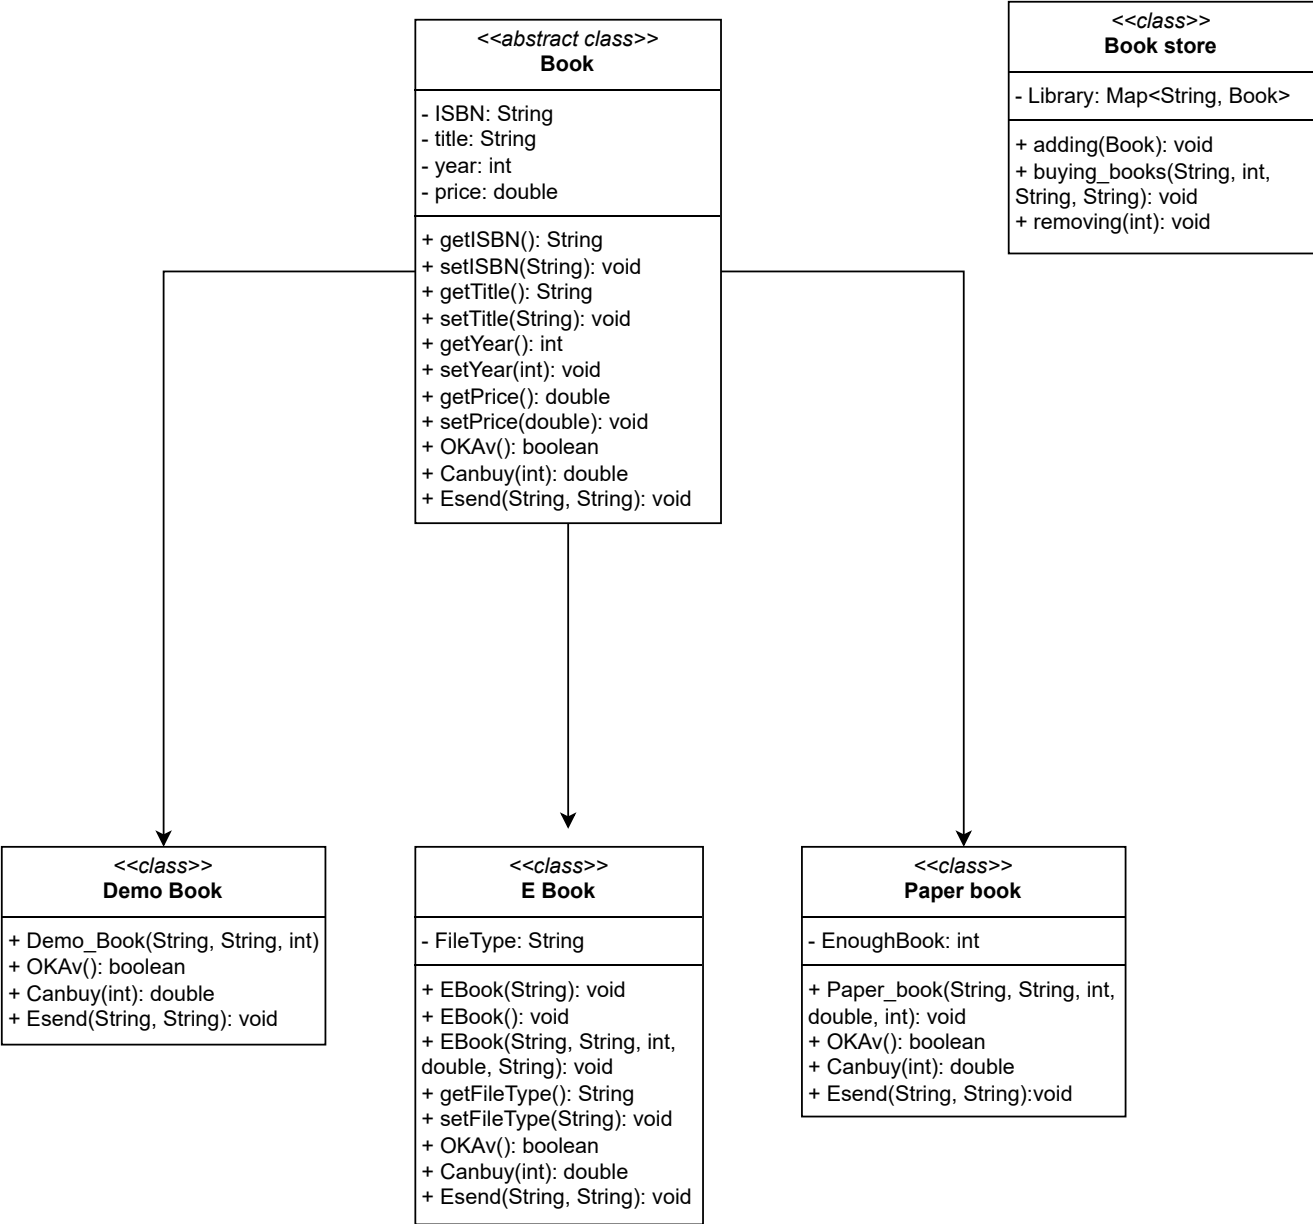 <<abstract class>>
Book
- ISBN: String
- title: String
- year: int
- price: double
+ getISBN(): String
+ setISBN(String): void
+ getTitle(): String
+ setTitle(String): void
+ getYear(): int
+ setYear(int): void
+ getPrice(): double
+ setPrice(double): void
+ OKAv(): boolean
+ Canbuy(int): double
+ Esend(String, String): void
<<class>>
Book store
- Library: Map<String, Book>
+ adding(Book): void
+ buying_books(String, int,
String, String): void
+ removing(int): void
<<class>>
Demo Book
+ Demo_Book(String, String, int)
+ OKAv(): boolean
+ Canbuy(int): double
+ Esend(String, String): void
<<class>>
E Book
- FileType: String
+ EBook(String): void
+ EBook(): void
+ EBook(String, String, int,
double, String): void
+ getFileType(): String
+ setFileType(String): void
+ OKAv(): boolean
+ Canbuy(int): double
+ Esend(String, String): void
<<class>>
Paper book
- EnoughBook: int
+ Paper_book(String, String, int,
double, int): void
+ OKAv(): boolean
+ Canbuy(int): double
+ Esend(String, String):void